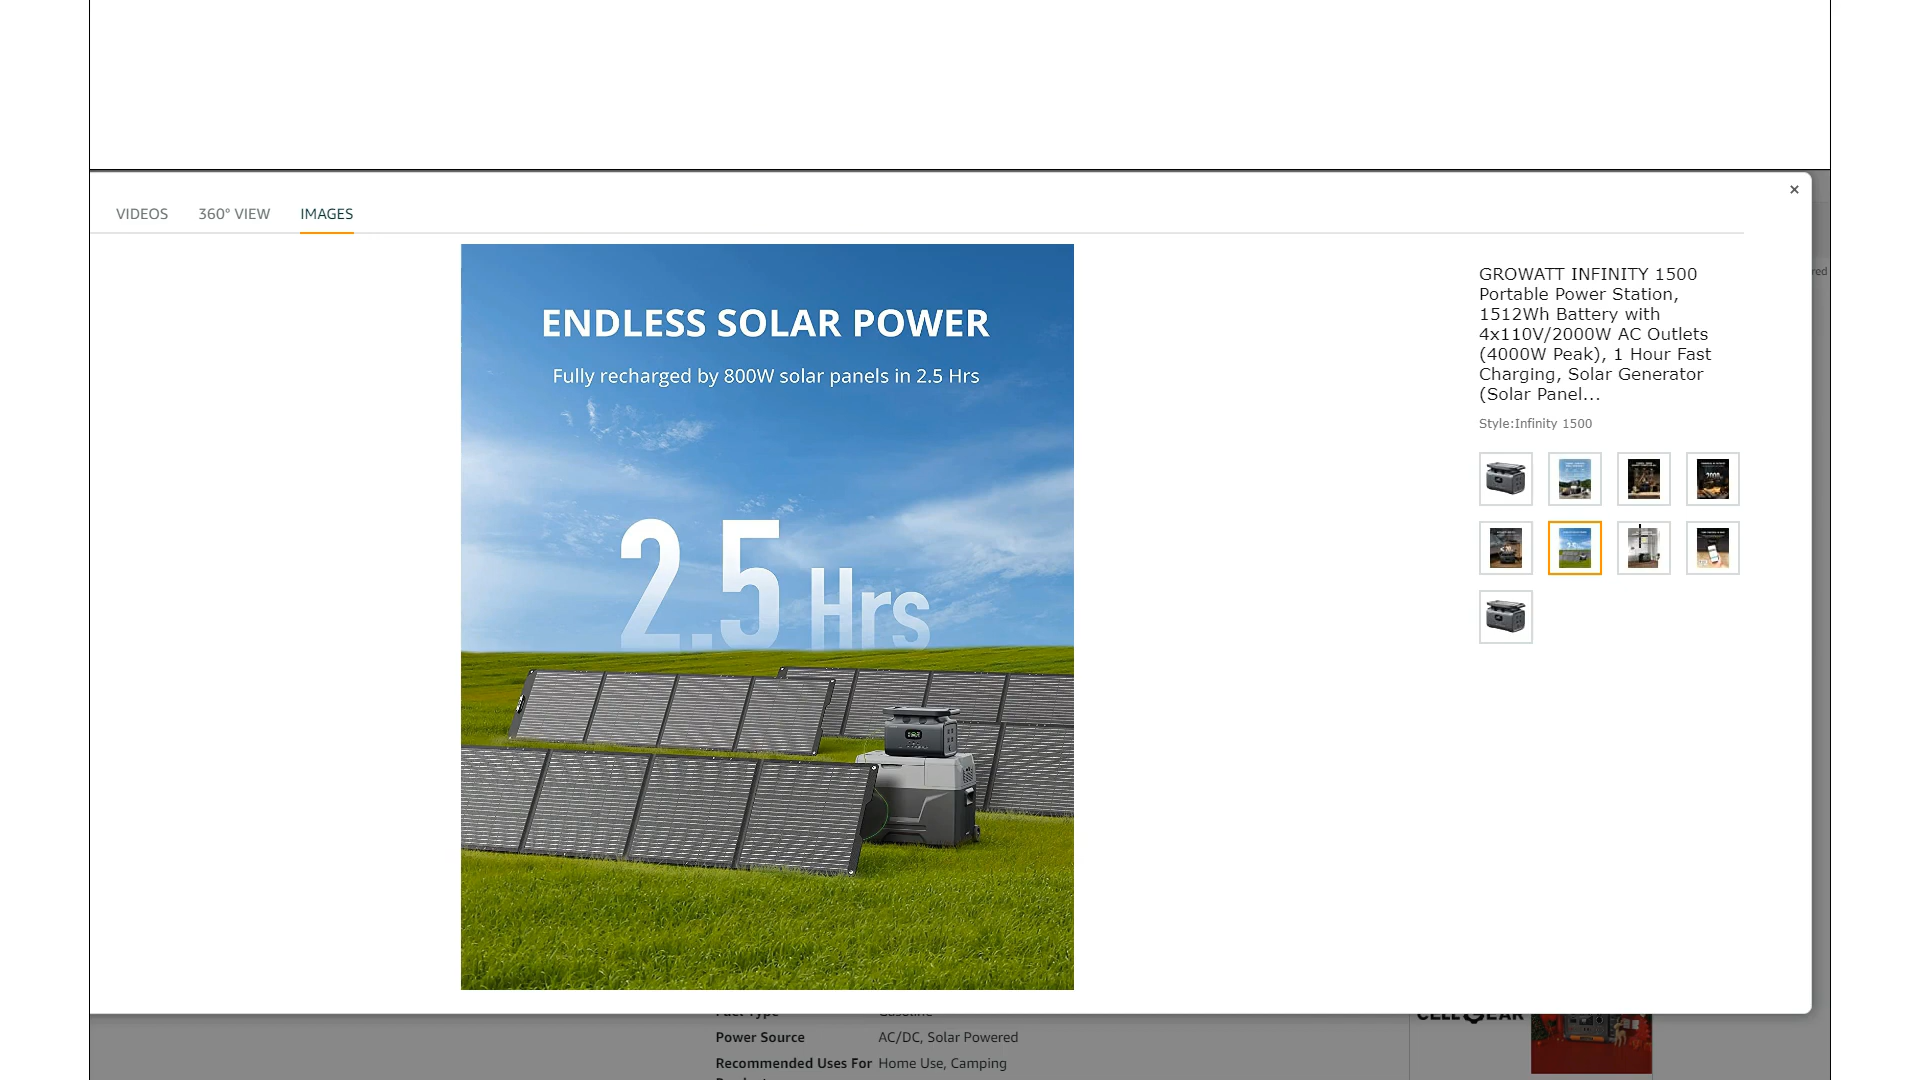 VIDEOS 360° VIEW IMAGES
×
ENDLESS SOLAR POWER
Fully recharged by 800W solar panels in 2.5 Hrs
2.5 Hrs
GROWATT INFINITY 1500
Portable Power Station,
1512Wh Battery with
4x110V/2000W AC Outlets
(4000W Peak), 1 Hour Fast
Charging, Solar Generator
(Solar Panel...
Style:Infinity 1500
Power Source AC/DC, Solar Powered
Recommended Uses For Home Use, Camping